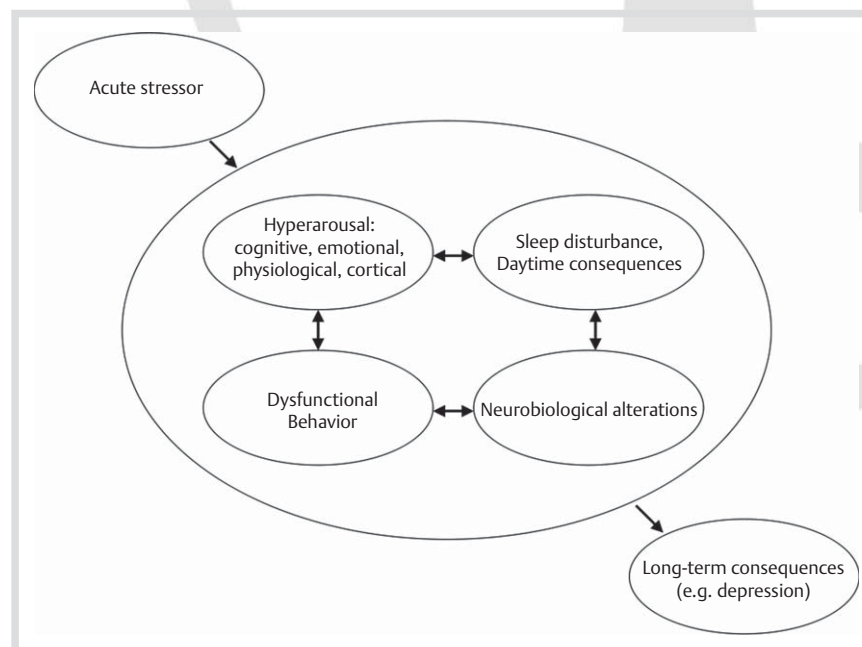 Acute stressor
Hyperarousal:
cognitive, emotional,
physiological, cortical
Sleep disturbance,
Daytime consequences
Dysfunctional
Behavior
Neurobiological alterations
Long-term consequences
(e.g. depression)